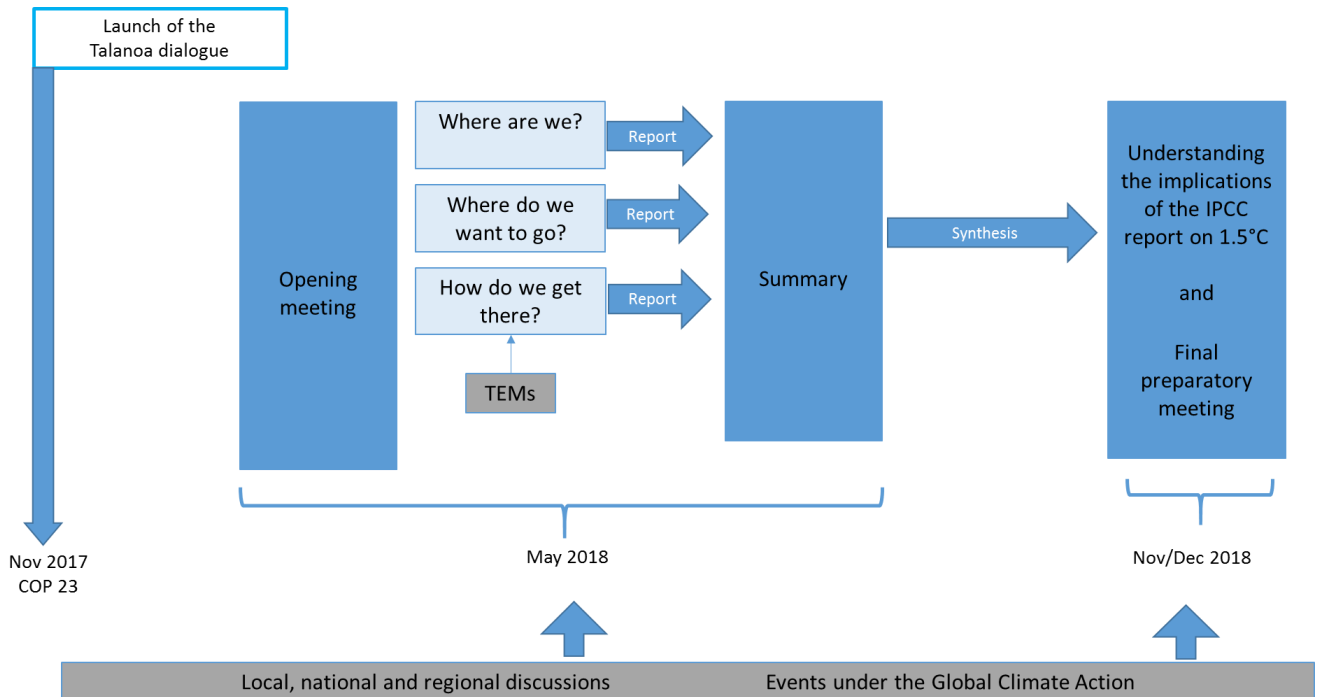 Launch of the
Talanoa dialogue
Where are we?
Report
Where do we
want to go?
Report
How do we get
there?
Report
TEMs
Opening
meeting
Summary
Synthesis
Understanding
the implications
of the IPCC
report on 1.5°C
and
Final
preparatory
meeting
Nov 2017
COP 23
May 2018
Nov/Dec 2018
Local, national and regional discussions
Events under the Global Climate Action